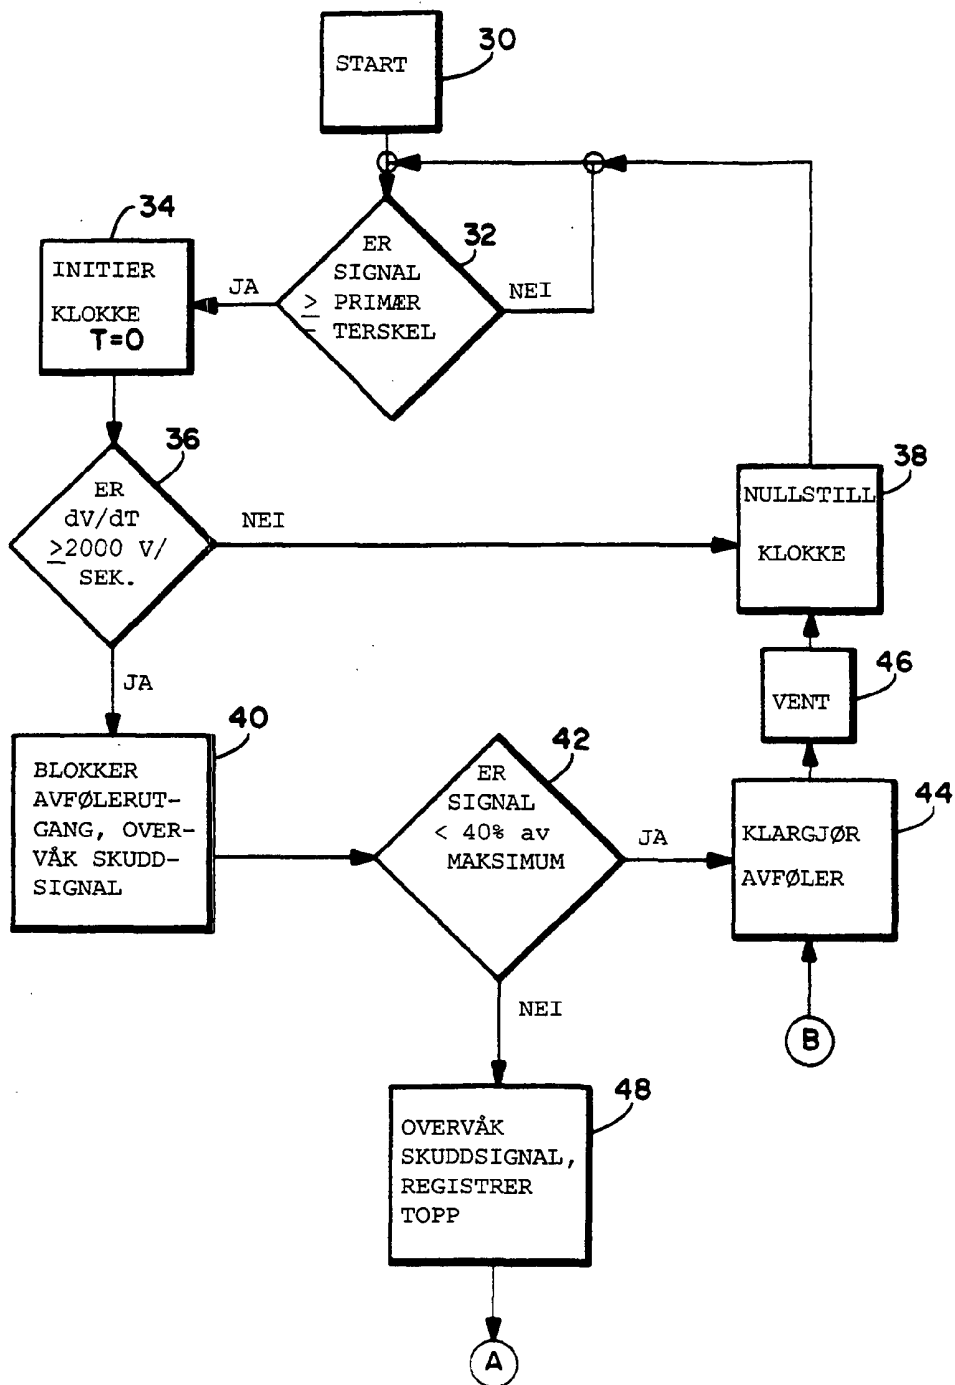 30
START
34
32
ER
SIGNAL
≥ PRIMÆR
TERSKEL
JA
NEI
INITIER
KLOKKE
T=0
36
ER
dV/dT
≥2000 V/
SEK.
NEI
JA
38
NULLSTILL
KLOKKE
46
VENT
40
BLOKKER
AVFØLERUT-
GANG, OVER-
VÅK SKUDD-
SIGNAL
42
ER
SIGNAL
< 40% av
MAKSIMUM
JA
NEI
44
KLARGJØR
AVFØLER
B
48
OVERVÅK
SKUDDSIGNAL,
REGISTRER
TOPP
A